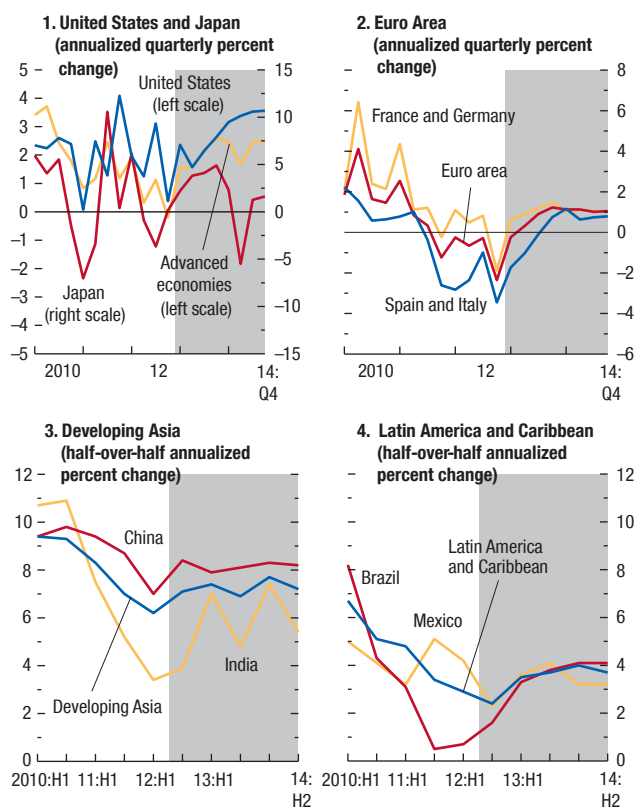 1. United States and Japan
(annualized quarterly percent
change)
5
4
3
2
1
0
–1
–2
–3
–4
–5
15
10
5
0
–5
–10
–15
United States
(left scale)
Japan
(right scale)
Advanced
economies
(left scale)
2010
12
14:
Q4
2. Euro Area
(annualized quarterly percent
change)
8
6
4
2
0
–2
–4
–6
France and Germany
Euro area
Spain and Italy
2010
12
14:
Q4
3. Developing Asia
(half-over-half annualized
percent change)
12
10
8
6
4
2
0
China
India
Developing Asia
2010:H1
11:H1
12:H1
13:H1
14:
H2
4. Latin America and Caribbean
(half-over-half annualized
percent change)
12
10
8
6
4
2
0
Brazil
Mexico
Latin America
and Caribbean
2010:H1
11:H1
12:H1
13:H1
14:
H2